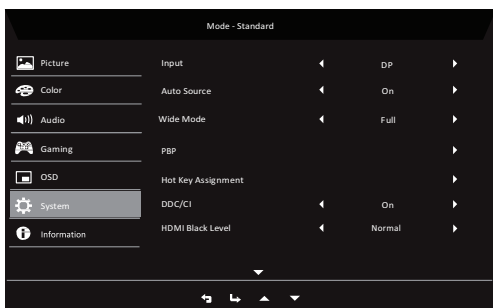 Mode - Standard
Picture
Input DP
Color
Auto Source On
Audio
Wide Mode Full
Gaming
PBP
OSD
Hot Key Assignment
System
DDC/CI On
Information
HDMI Black Level Normal